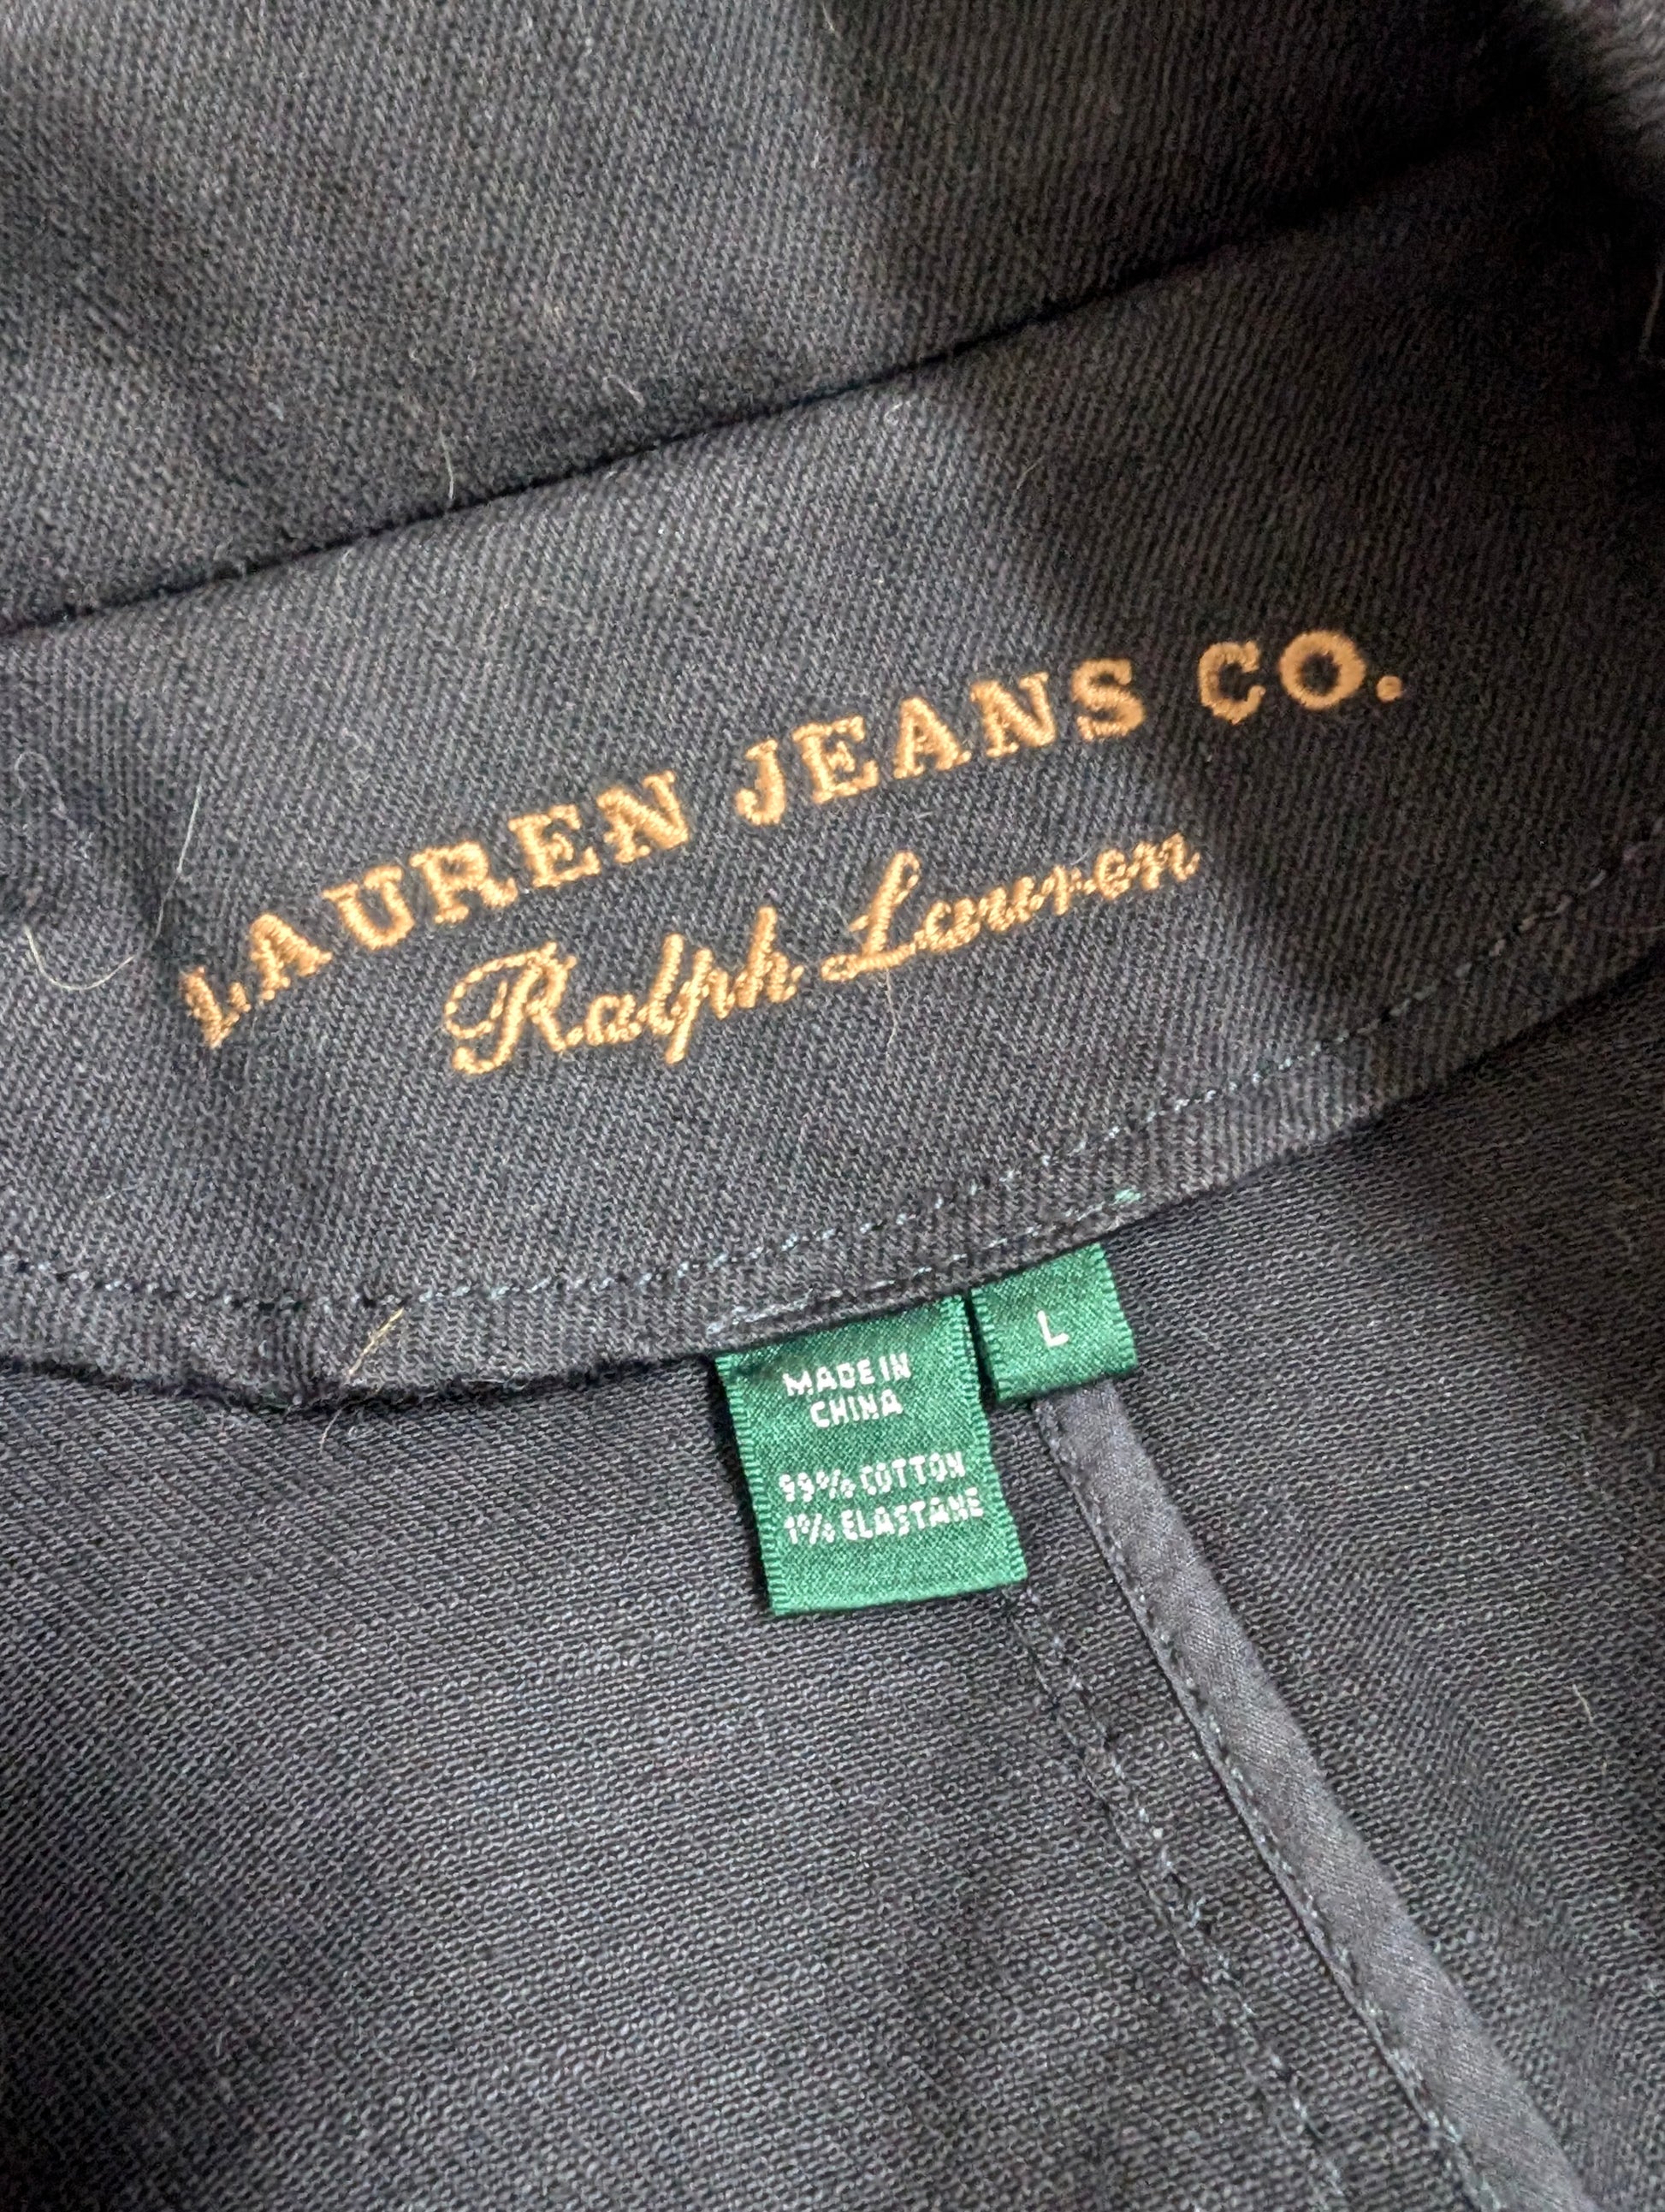 LAUREN JEANS CO.
Ralph Lauren
L
MADE IN
CHINA
99% COTTON
1% ELASTANE